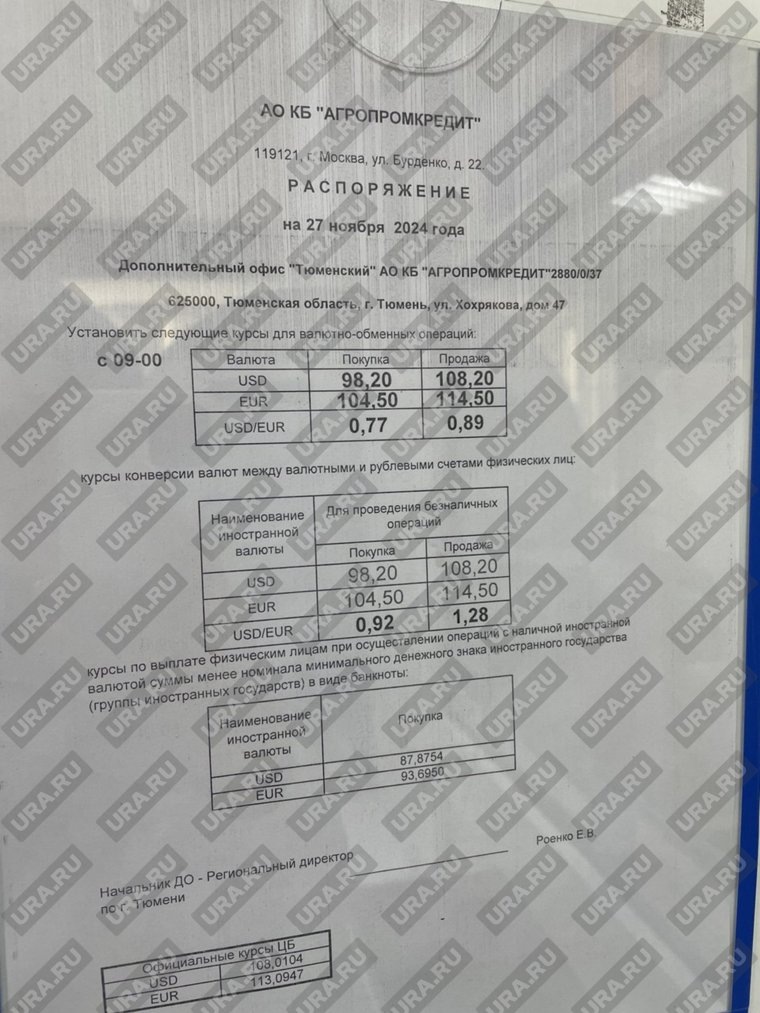 АО КБ "АГРОПРОМКРЕДИТ"
119121, г. Москва, ул. Бурденко, д. 22.
РАСПОРЯЖЕНИЕ
на 27 ноября 2024 года
Дополнительный офис "Тюменский" АО КБ "АГРОПРОМКРЕДИТ"2880/0/37
625000, Тюменская область, г. Тюмень, ул. Хохрякова, дом 47
Установить следующие курсы для валютно-обменных операций:
с 09-00
Валюта Покупка Продажа
USD 98,20 108,20
EUR 104,50 114,50
USD/EUR 0,77 0,89
курсы конверсии валют между валютными и рублевыми счетами физических лиц:
Наименование иностранной валюты Для проведения безналичных операций
Покупка Продажа
USD 98,20 108,20
EUR 104,50 114,50
USD/EUR 0,92 1,28
курсы по выплате физическим лицам при осущесталении операций с наличной иностранной
валютой суммы менее номинала минимального денежного знака иностранного государства
(группы иностранных государств) в виде банкноты:
Наименование иностранной валюты Покупка
USD 87,8754
EUR 93,6950
Начальник ДО - Региональный директор
по г. Тюмени
Роенко Е.В.
Официальные курсы ЦБ
USD 108,0104
EUR 113,0947
URA.RU